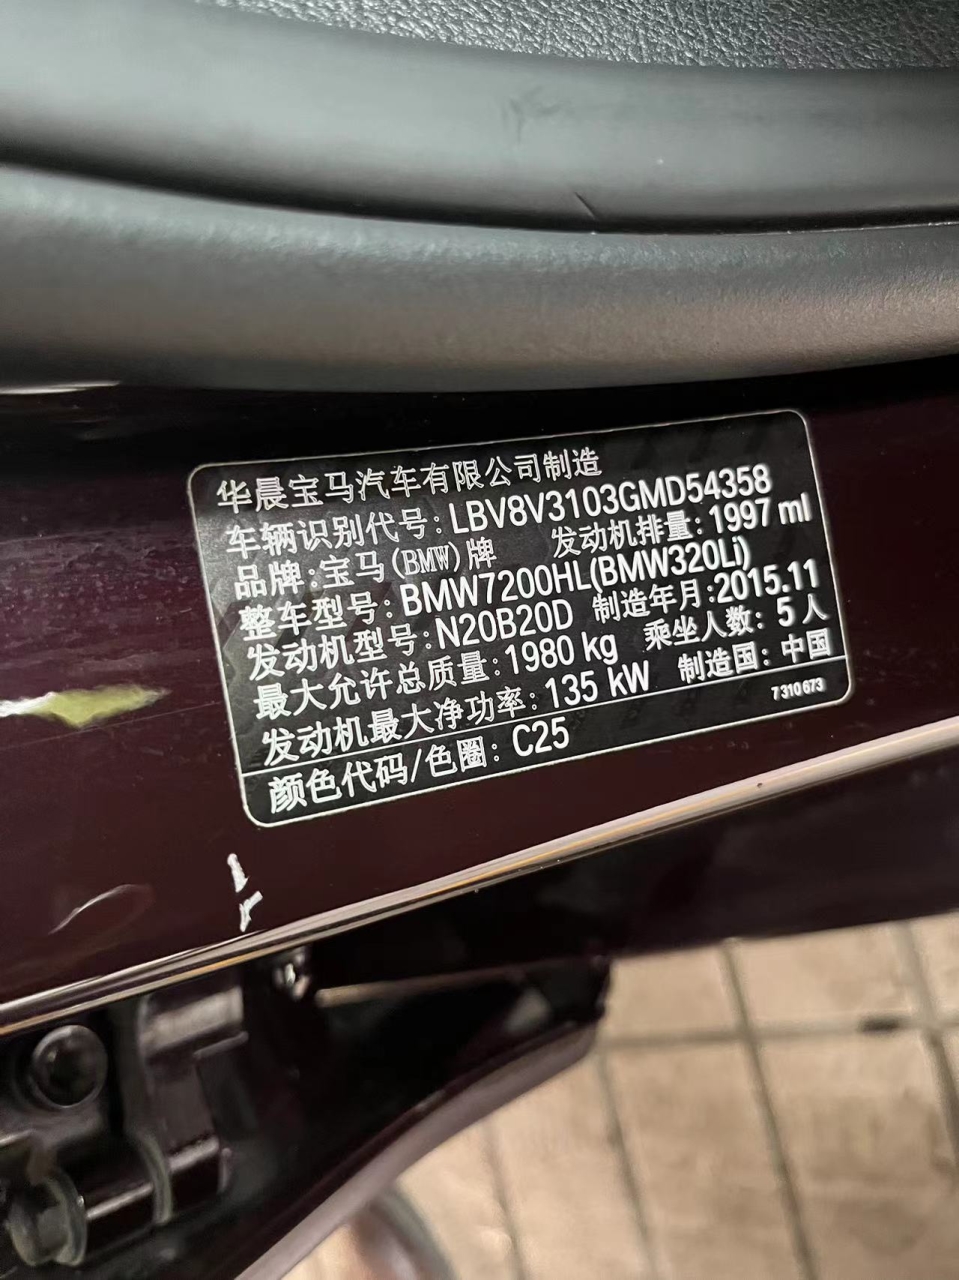 华晨宝马汽车有限公司制造
车辆识别代号:LBV8V3103GMD54358
品牌:宝马(BMW)牌 发动机排量:1997 ml
整车型号:BMW7200HL(BMW320Li)
发动机型号:N20B20D 制造年月:2015.11
最大允许总质量:1980 kg 乘坐人数:5人
发动机最大净功率:135 kW 制造国:中国
颜色代码/色圈:C25 7 310 673